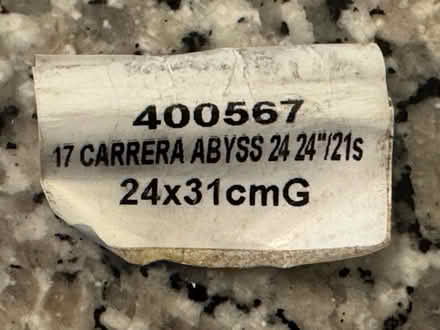 400567
17 CARRERA ABYSS 24 24"/21s
24x31cmG